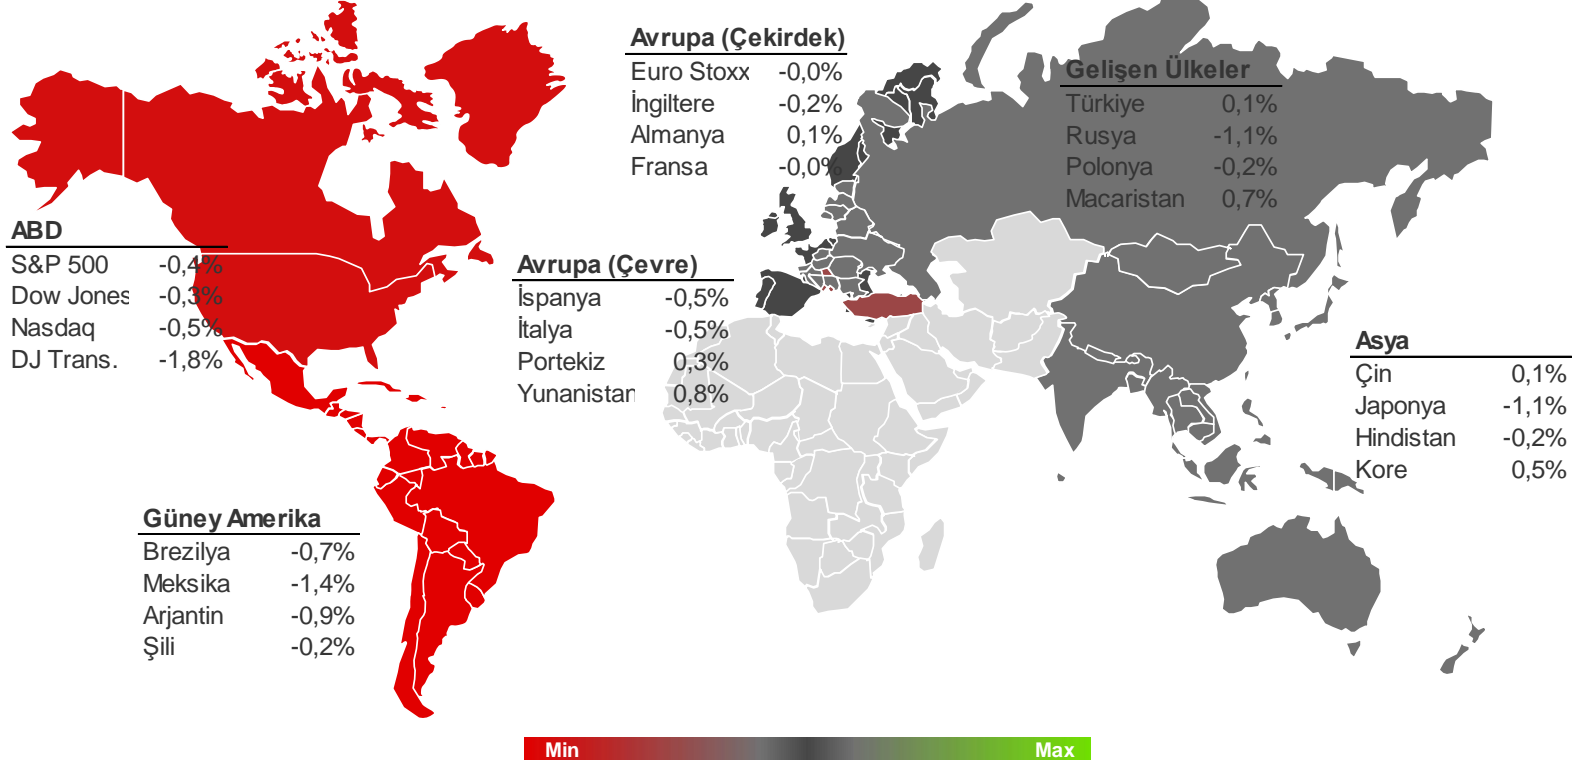 Avrupa (Çekirdek)
Euro Stoxx -0,0%
İngiltere -0,2%
Almanya 0,1%
Fransa -0,0%
Gelişen Ülkeler
Türkiye 0,1%
Rusya -1,1%
Polonya -0,2%
Macaristan 0,7%
ABD
S&P 500 -0,4%
Dow Jones -0,3%
Nasdaq -0,5%
DJ Trans. -1,8%
Avrupa (Çevre)
İspanya -0,5%
İtalya -0,5%
Portekiz 0,3%
Yunanistan 0,8%
Asya
Çin 0,1%
Japonya -1,1%
Hindistan -0,2%
Kore 0,5%
Güney Amerika
Brezilya -0,7%
Meksika -1,4%
Arjantin -0,9%
Şili -0,2%
Min Max